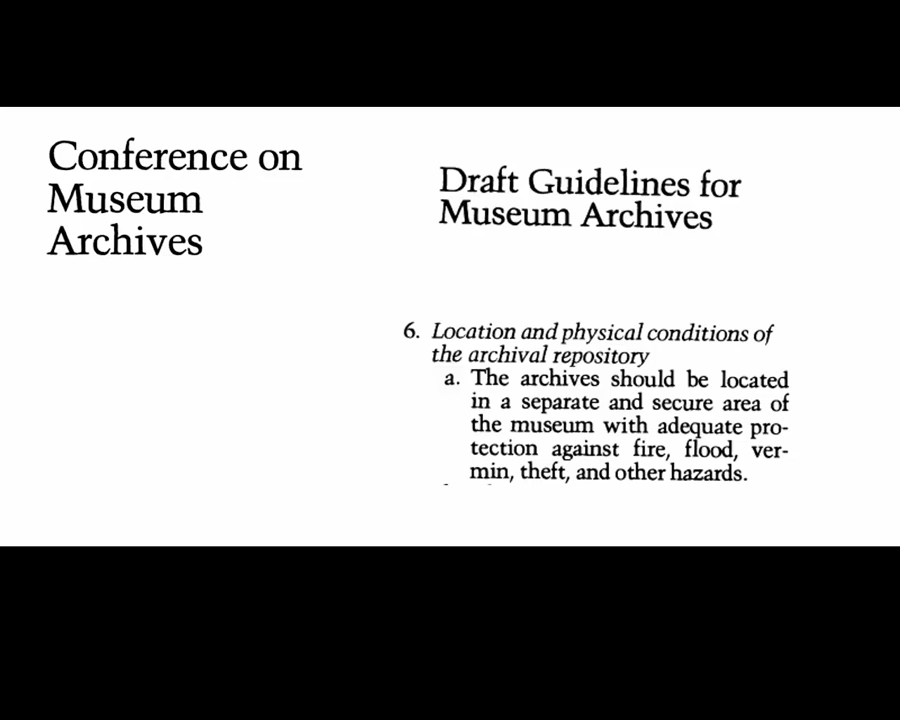 Conference on
Museum
Archives
Draft Guidelines for
Museum Archives
6. Location and physical conditions of
the archival repository
a. The archives should be located
in a separate and secure area of
the museum with adequate pro-
tection against fire, flood, ver-
min, theft, and other hazards.